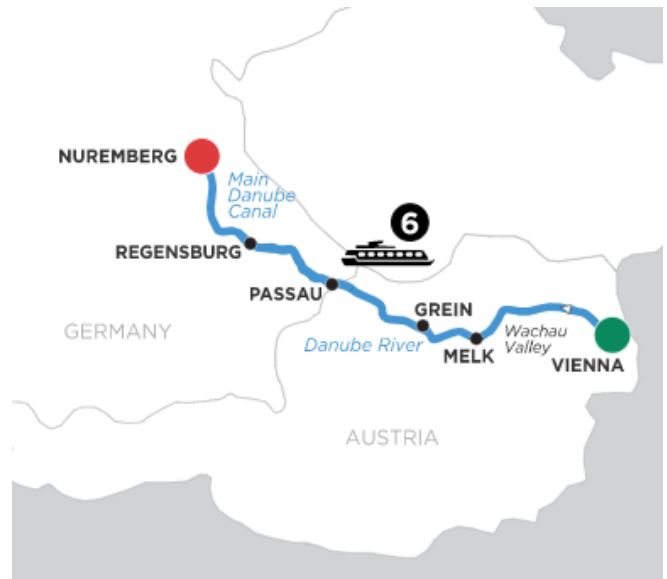 NUREMBERG
Main
Danube
Canal
6
REGENSBURG
PASSAU
GREIN
GERMANY
Danube River
MELK
Wachau
Valley
VIENNA
AUSTRIA